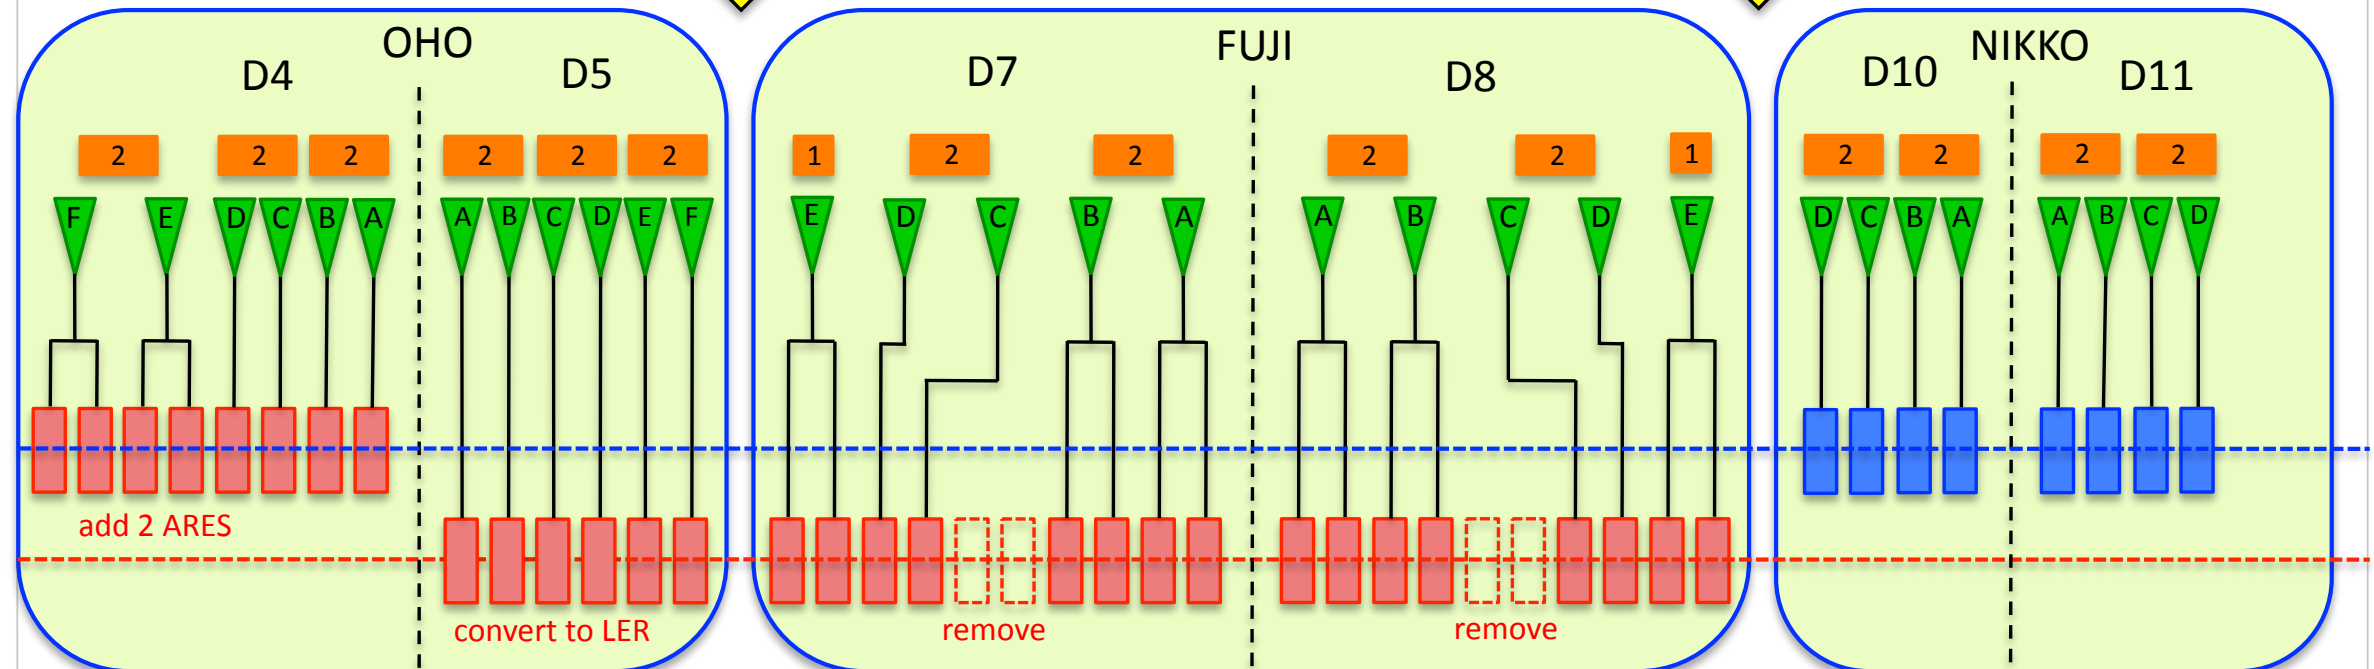 OHO
FUJI
NIKKO
D4
D5
D7
D8
D10
D11
2 2 2 2 2 2 1 2 2 2 2 1 2 2 2 2
F E D C B A A B C D E F E D C B A A B C D E D C B A A B C D
add 2 ARES
convert to LER
remove
remove